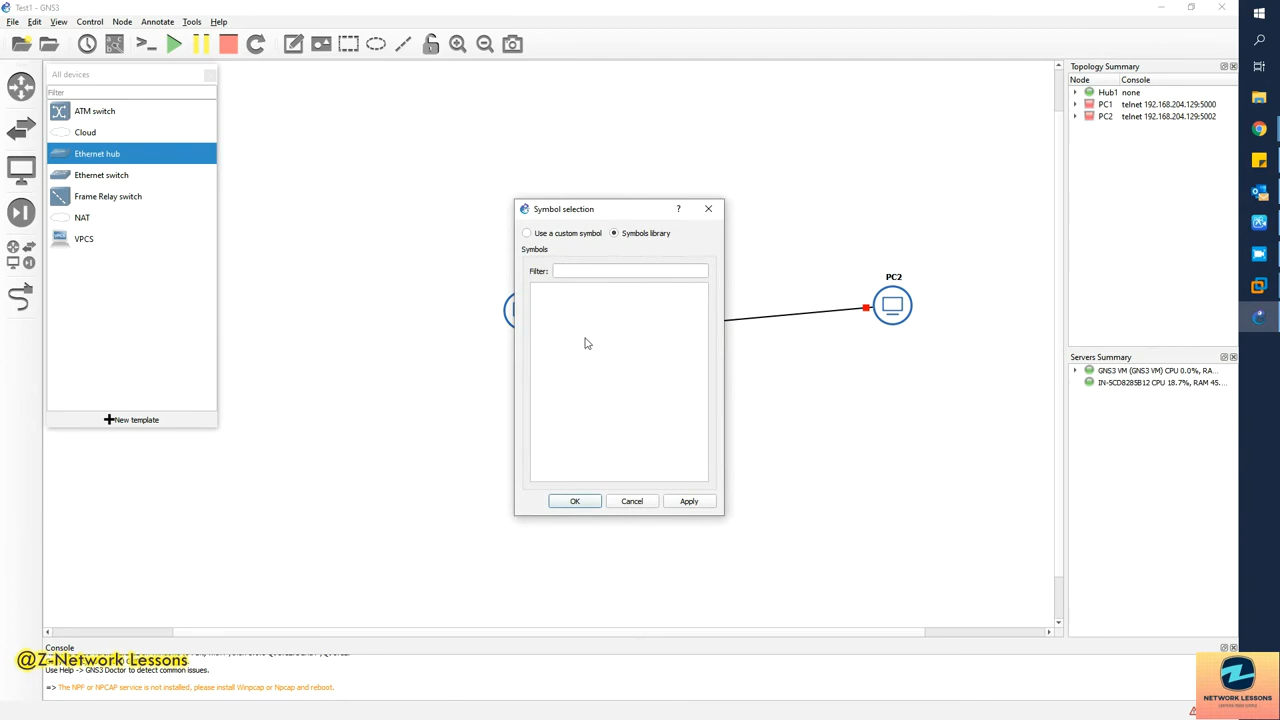 Test1 - GNS3
File Edit View Control Node Annotate Tools Help
All devices
Filter
ATM switch
Cloud
Ethernet hub
Ethernet switch
Frame Relay switch
NAT
VPCS
New template
Symbol selection
Use a custom symbol Symbols library
Symbols
Filter:
OK Cancel Apply
PC2
Topology Summary
Node Console
Hub1 none
PC1 telnet 192.168.204.129:5000
PC2 telnet 192.168.204.129:5002
Servers Summary
GNS3 VM (GNS3 VM) CPU 0.0%, RA...
IN-5CD8285B12 CPU 18.7%, RAM 45....
Console
@Z-Network Lessons
Use Help -> GNS3 Doctor to detect common issues.
=> The NPF or NPCAP service is not installed, please install Winpcap or Npcap and reboot.
NETWORK LESSONS